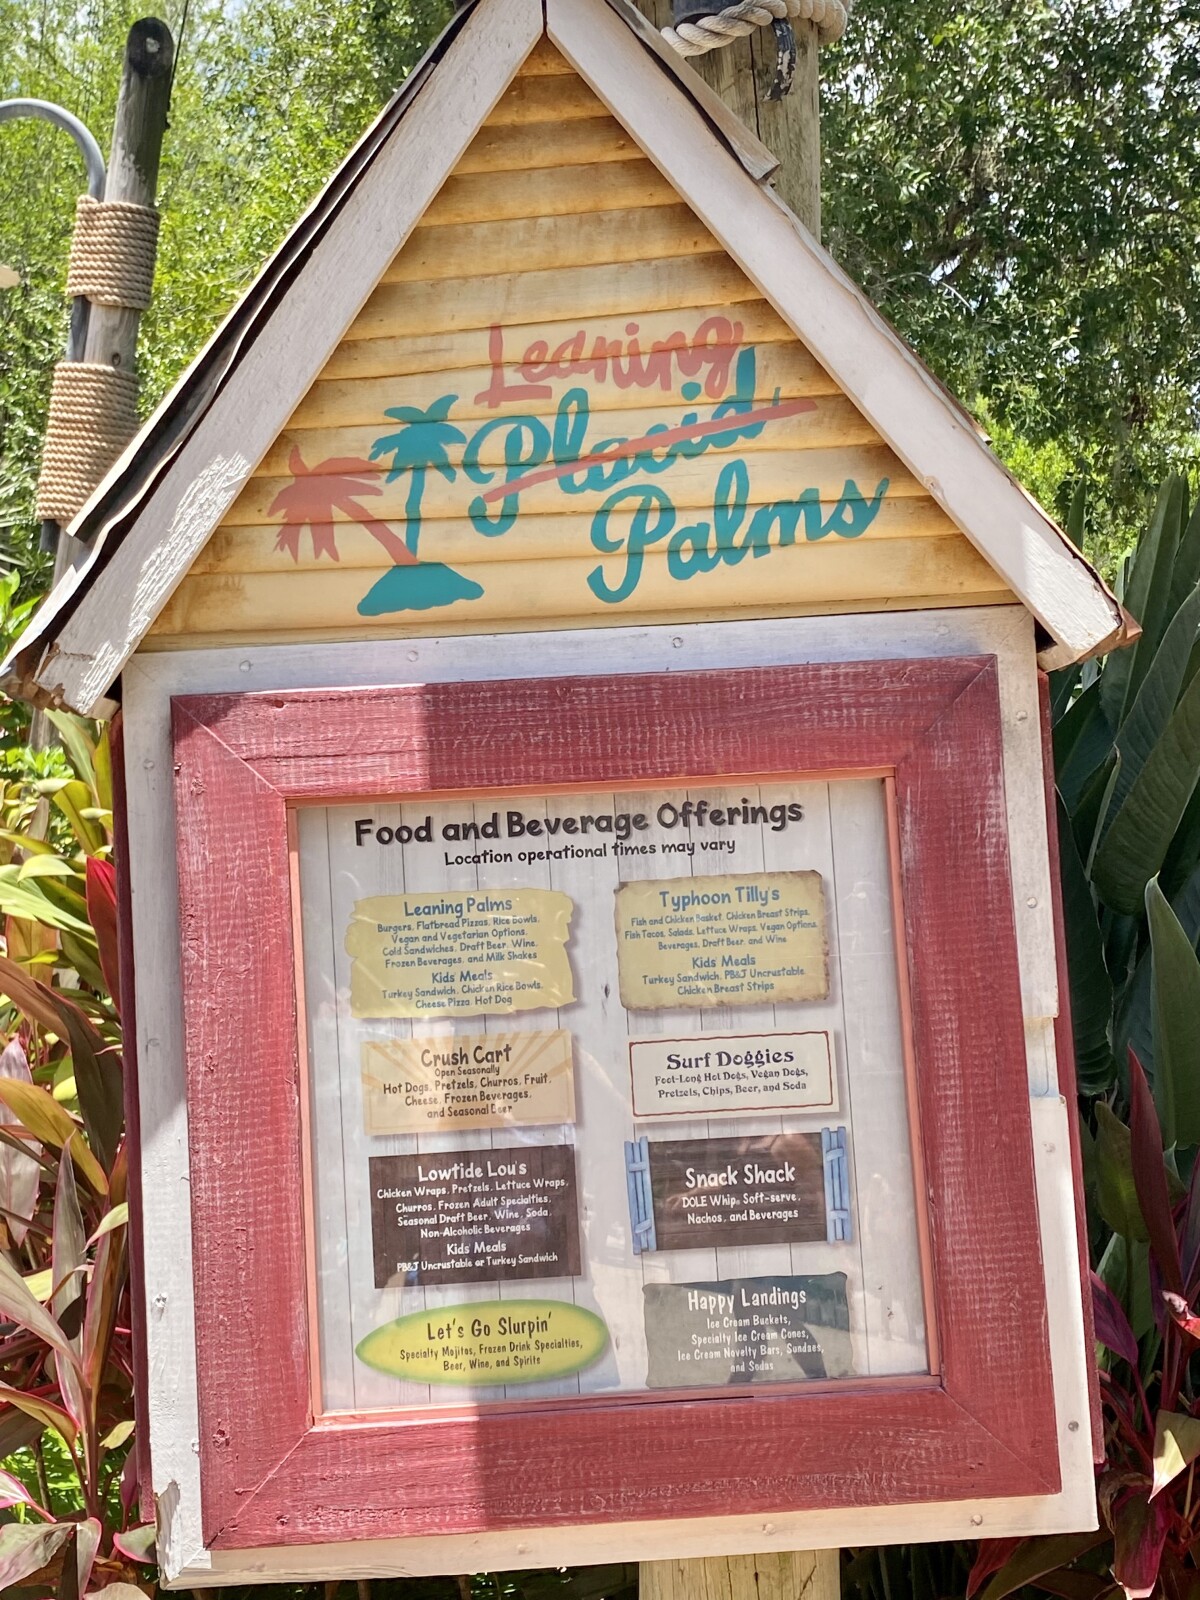 Leaning
Placid
Palms
Food and Beverage Offerings
Location operational times may vary
Leaning Palms
Burgers, Flatbread Pizzas, Rice Bowls,
Vegan and Vegetarian Options,
Cold Sandwiches, Draft Beer, Wine,
Frozen Beverages, and Milk Shakes
Kids' Meals
Turkey Sandwich, Chicken Rice Bowls,
Cheese Pizza, Hot Dog
Typhoon Tilly's
Fish and Chicken Basket, Chicken Breast Strips,
Fish Tacos, Salads, Lettuce Wraps, Vegan Options,
Beverages, Draft Beer, and Wine
Kids' Meals
Turkey Sandwich, PB&J Uncrustable
Chicken Breast Strips
Crush Cart
Open Seasonally
Hot Dogs, Pretzels, Churros, Fruit,
Cheese, Frozen Beverages,
and Seasonal Beer
Surf Doggies
Foot-Long Hot Dogs, Vegan Dogs,
Pretzels, Chips, Beer, and Soda
Lowtide Lou's
Chicken Wraps, Pretzels, Lettuce Wraps,
Churros, Frozen Adult Specialties,
Seasonal Draft Beer, Wine, Soda,
Non-Alcoholic Beverages
Kids' Meals
PB&J Uncrustable or Turkey Sandwich
Snack Shack
DOLE Whip® Soft-serve,
Nachos, and Beverages
Let's Go Slurpin'
Specialty Mojitos, Frozen Drink Specialties,
Beer, Wine, and Spirits
Happy Landings
Ice Cream Buckets,
Specialty Ice Cream Cones,
Ice Cream Novelty Bars, Sundaes,
and Sodas